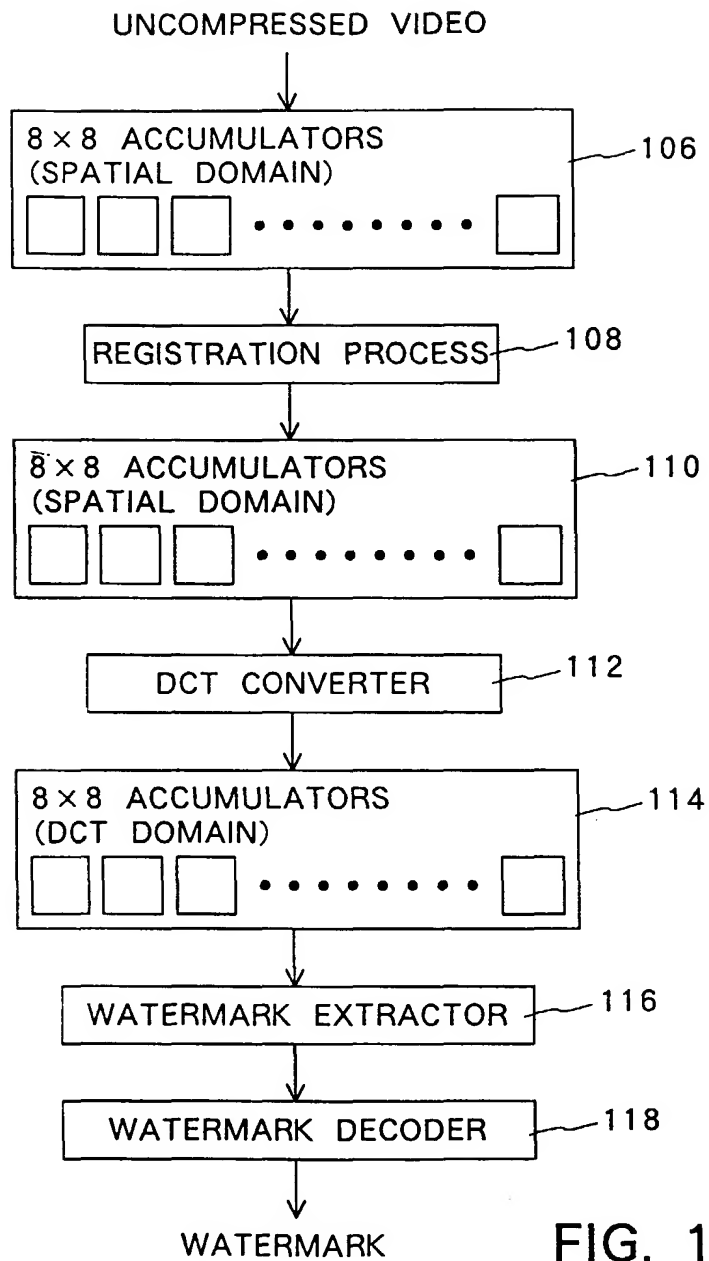 UNCOMPRESSED VIDEO
8 × 8 ACCUMULATORS
(SPATIAL DOMAIN)
106
REGISTRATION PROCESS
108
8 × 8 ACCUMULATORS
(SPATIAL DOMAIN)
110
DCT CONVERTER
112
8 × 8 ACCUMULATORS
(DCT DOMAIN)
114
WATERMARK EXTRACTOR
116
WATERMARK DECODER
118
WATERMARK
FIG. 1